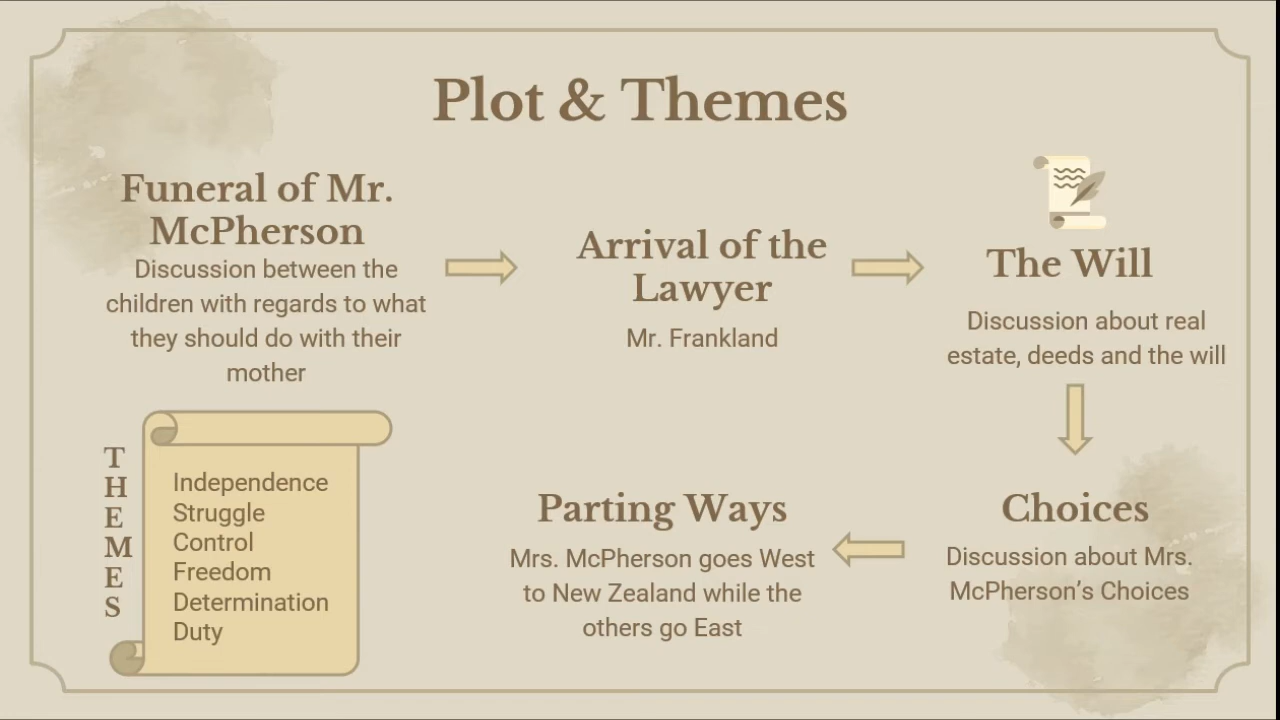 Plot & Themes
Funeral of Mr.
McPherson
Discussion between the
children with regards to what
they should do with their
mother
Arrival of the
Lawyer
Mr. Frankland
The Will
Discussion about real
estate, deeds and the will
Choices
Discussion about Mrs.
McPherson’s Choices
Parting Ways
Mrs. McPherson goes West
to New Zealand while the
others go East
THEMES
Independence
Struggle
Control
Freedom
Determination
Duty